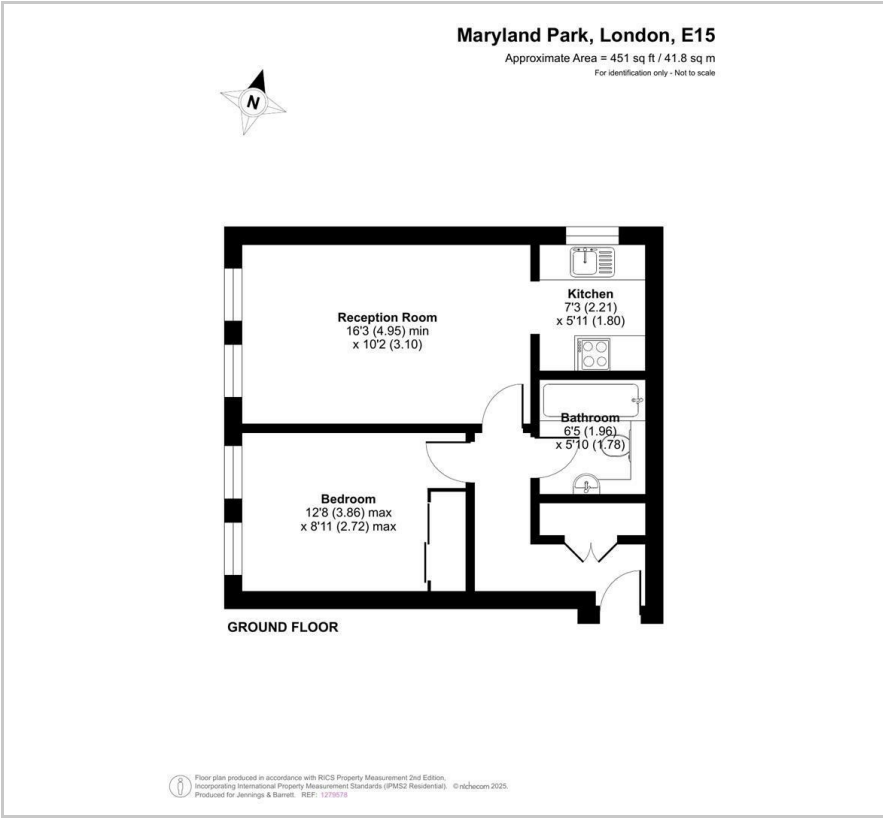 Maryland Park, London, E15
Approximate Area = 451 sq ft / 41.8 sq m
For identification only - Not to scale
N
Kitchen
7'3 (2.21)
x 5'11 (1.80)
Reception Room
16'3 (4.95) min
x 10'2 (3.10)
Bathroom
6'5 (1.96)
x 5'10 (1.78)
Bedroom
12'8 (3.86) max
x 8'11 (2.72) max
GROUND FLOOR
Floor plan produced in accordance with RICS Property Measurement 2nd Edition,
Incorporating International Property Measurement Standards (IPMS2 Residential). © nichecom 2025.
Produced for Jennings & Barrett. REF: 1279578